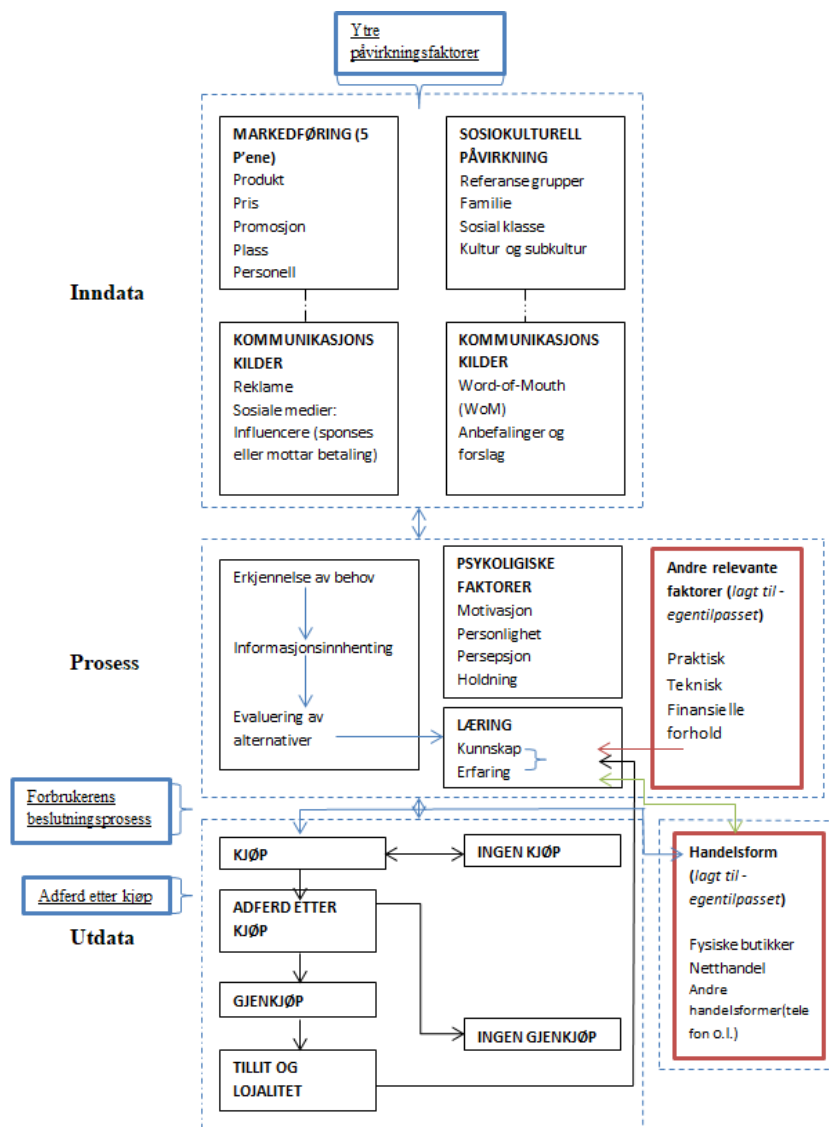 Ytre
påvirkningsfaktorer
MARKEDFØRING (5
P'ene)
Produkt
Pris
Promosjon
Plass
Personell
SOSIOKULTURELL
PÅVIRKNING
Referanse grupper
Familie
Sosial klasse
Kultur og subkultur
Inndata
KOMMUNIKASJONS
KILDER
Reklame
Sosiale medier:
Influencere (sponses
eller mottar betaling)
KOMMUNIKASJONS
KILDER
Word-of-Mouth
(WoM)
Anbefalinger og
forslag
Prosess
Erkjennelse av behov
Informasjonsinnhenting
Evaluering av
alternativer
PSYKOLIGISKE
FAKTORER
Motivasjon
Personlighet
Persepsjon
Holdning
LÆRING
Kunnskap
Erfaring
Andre relevante
faktorer (lagt til -
egentilpasset)
Praktisk
Teknisk
Finansielle
forhold
Forbrukerens
beslutningsprosess
Adferd etter kjøp
Utdata
KJØP
INGEN KJØP
ADFERD ETTER
KJØP
GJENKJØP
INGEN GJENKJØP
TILLIT OG
LOJALITET
Handelsform
(lagt til -
egentilpasset)
Fysiske butikker
Netthandel
Andre
handelsformer(tele
fon o.l.)